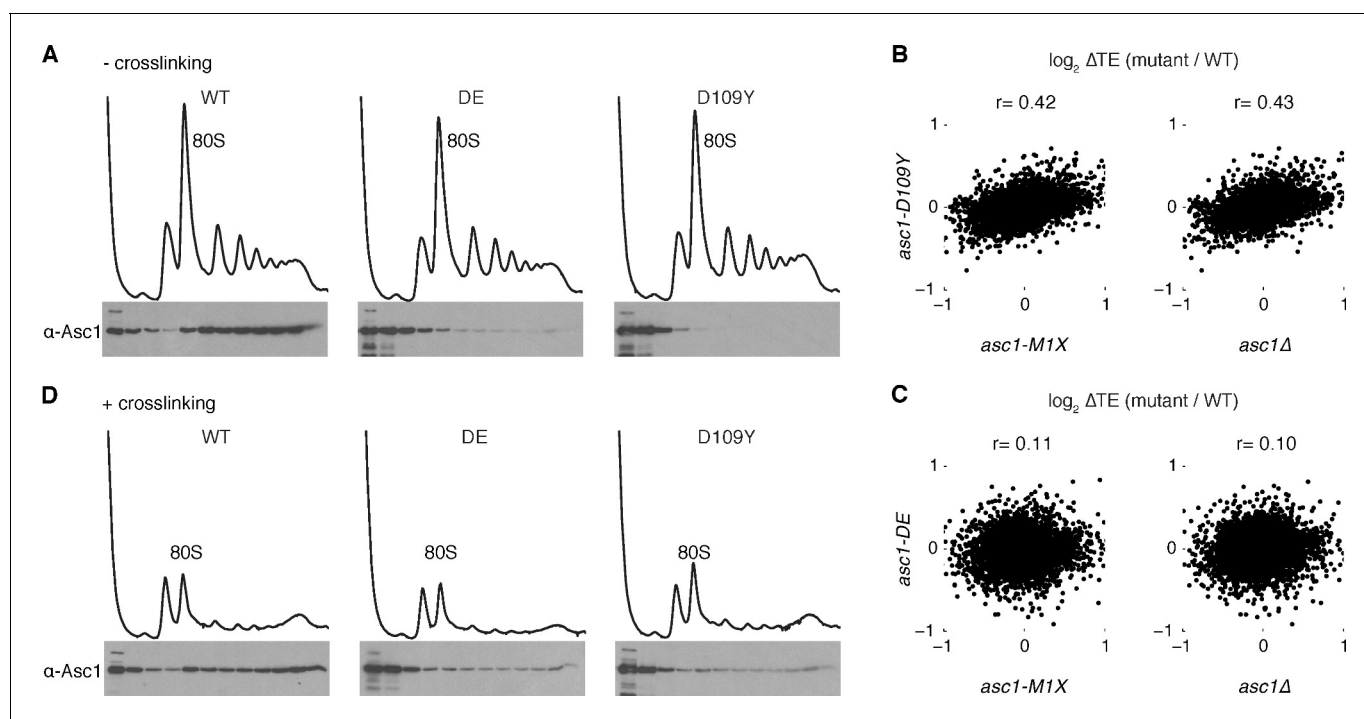 A
- crosslinking
WT
DE
D109Y
80S
80S
80S
α-Asc1
B
log₂ ΔTE (mutant / WT)
r= 0.42
r= 0.43
1
1
asc1-D109Y
0
0
−1
−1
−1
0
1
−1
0
1
asc1-M1X
asc1Δ
D
+ crosslinking
WT
DE
D109Y
80S
80S
80S
α-Asc1
C
log₂ ΔTE (mutant / WT)
r= 0.11
r= 0.10
1
1
asc1-DE
0
0
−1
−1
−1
0
1
−1
0
1
asc1-M1X
asc1Δ